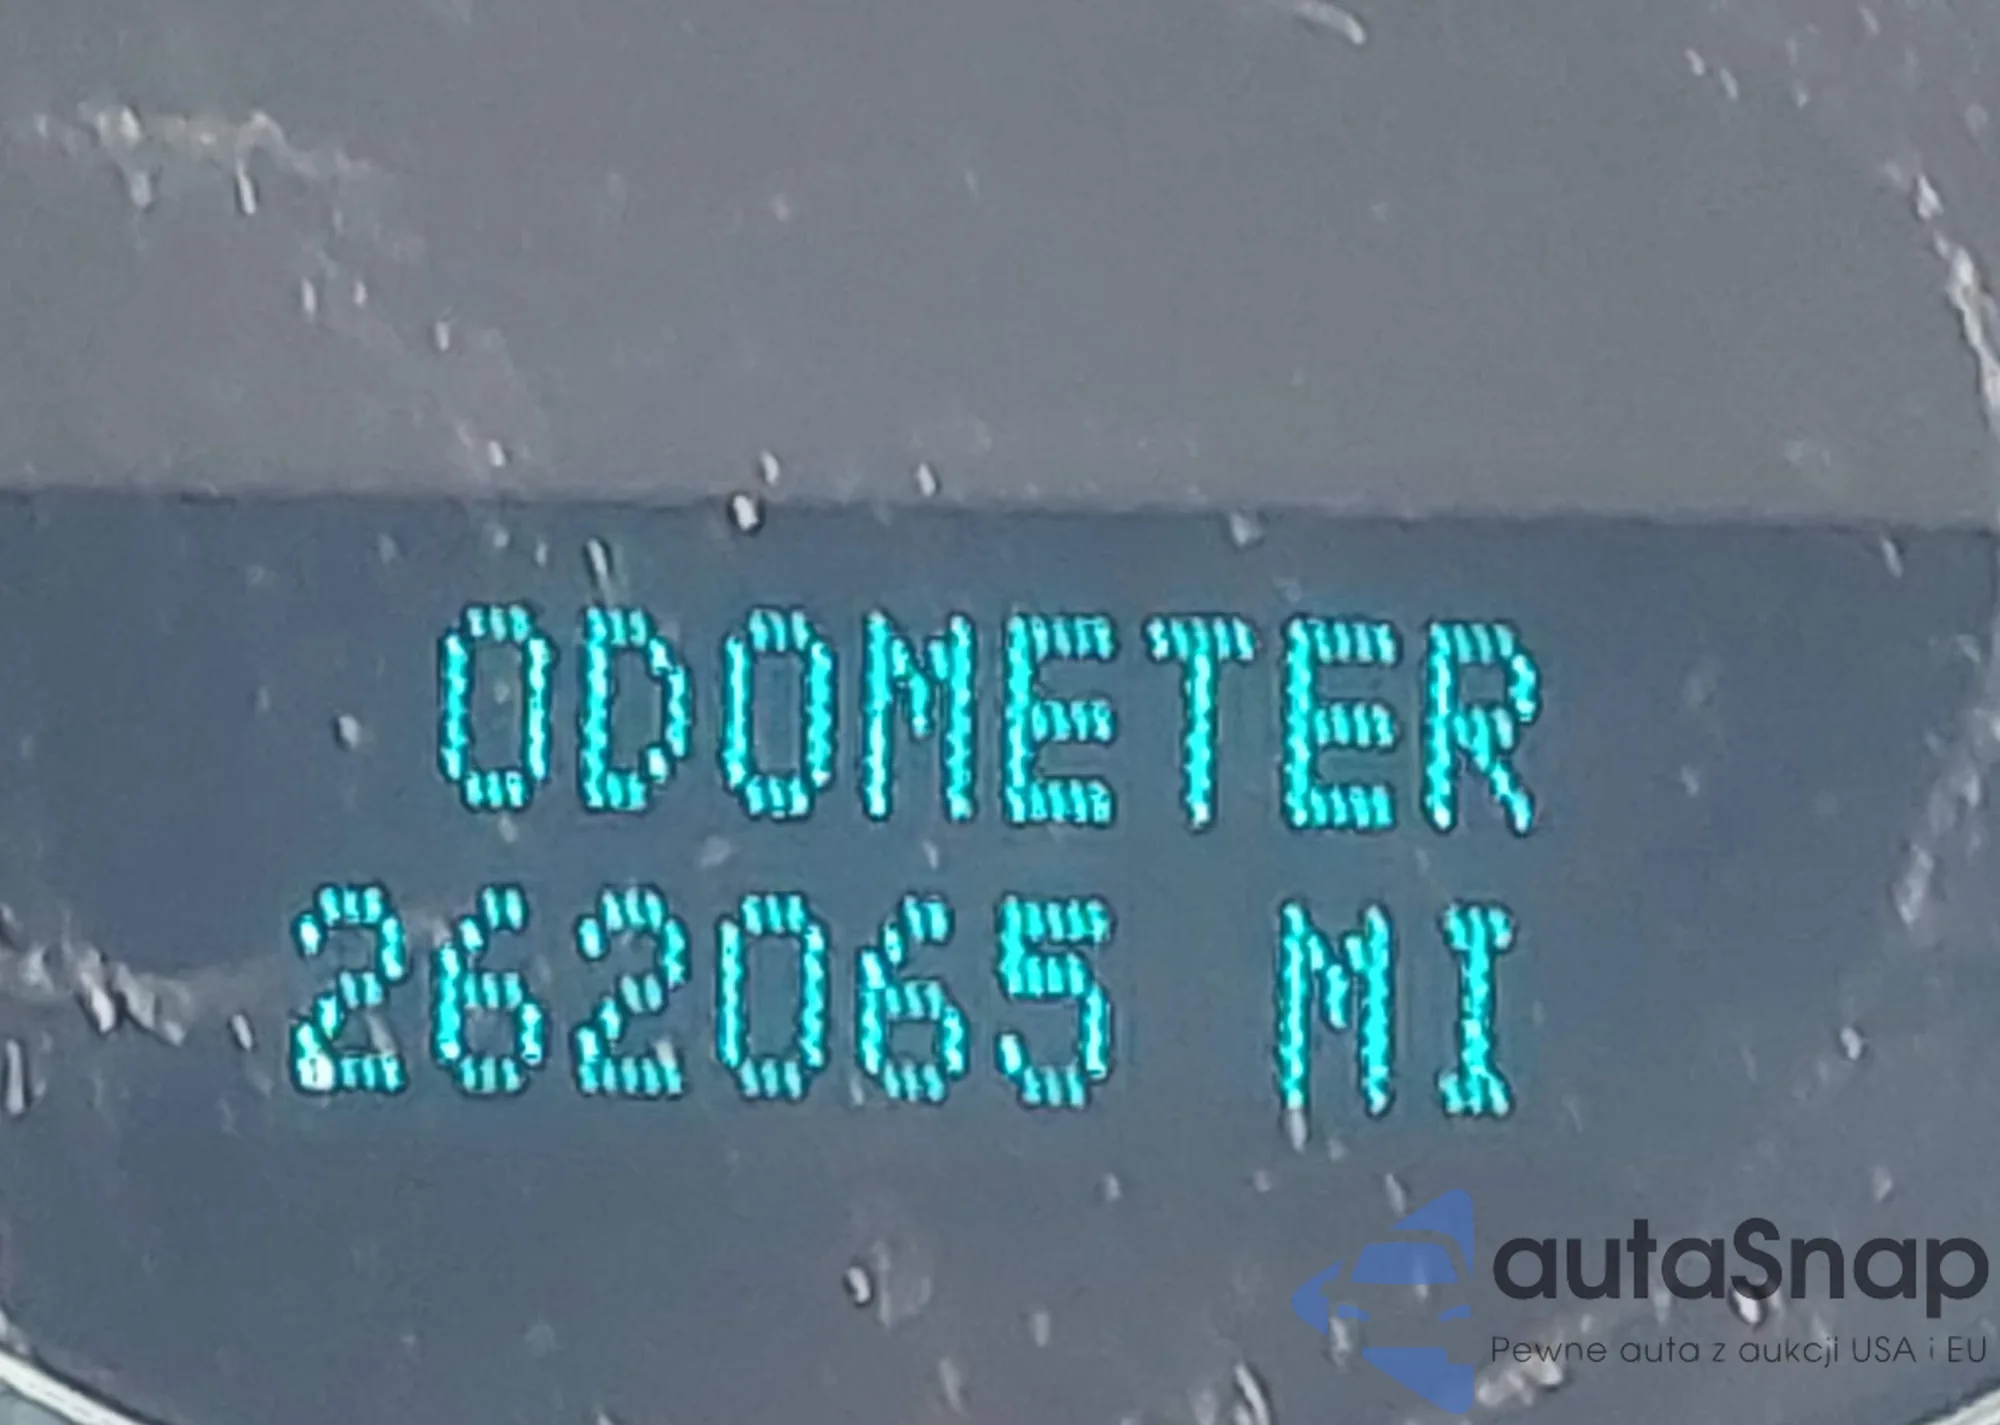 ODOMETER
262065 MI
autaSnap
Pewne auta z aukcji USA i EU